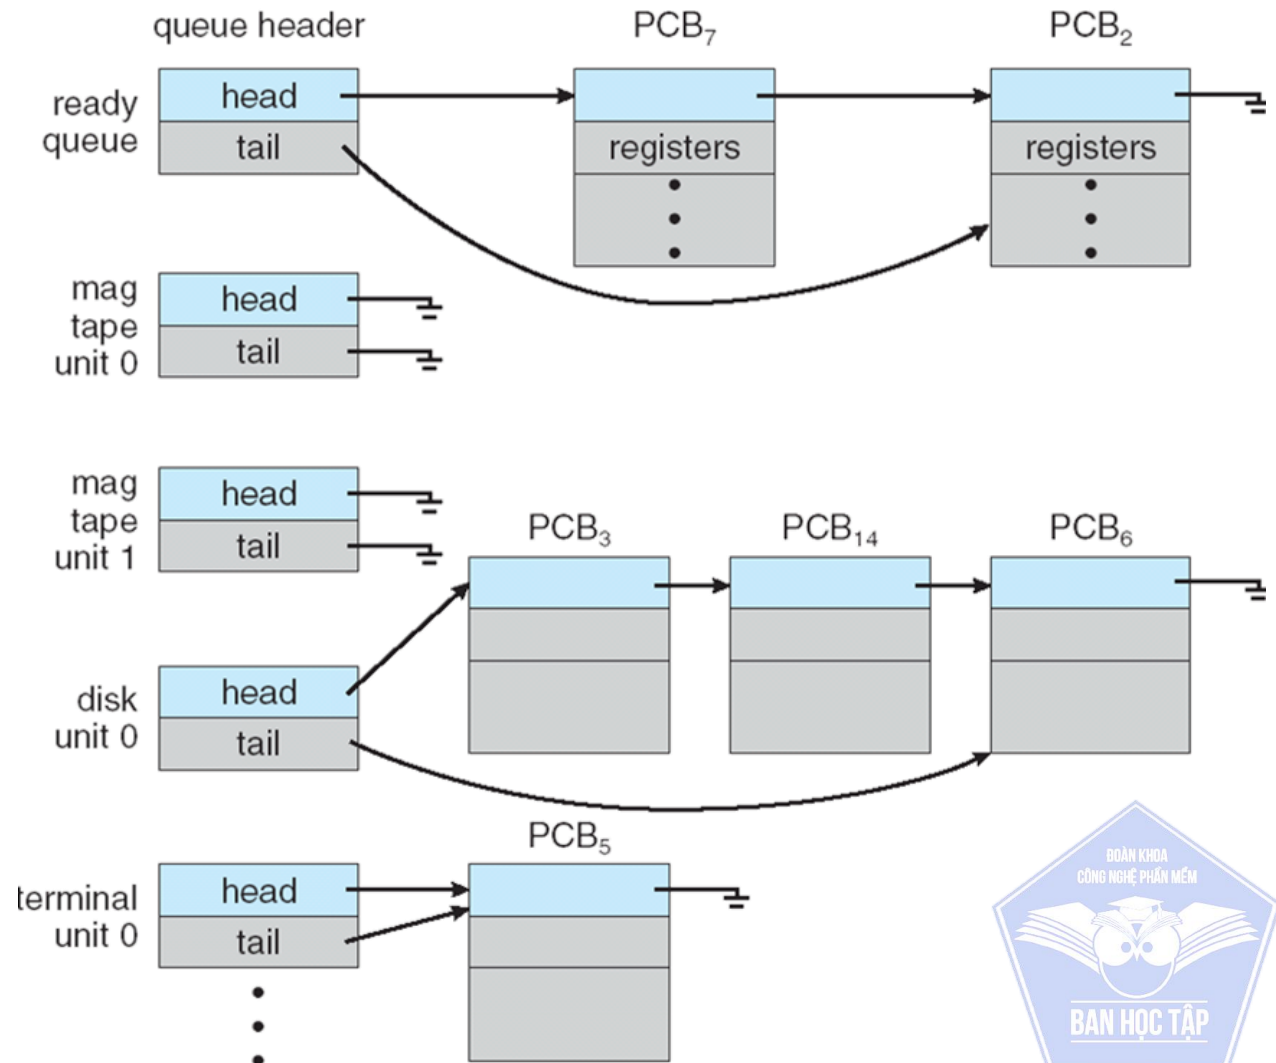 queue header
PCB₇
PCB₂
ready
queue
head
tail
registers
registers
mag
tape
unit 0
head
tail
mag
tape
unit 1
head
tail
PCB₃
PCB₁₄
PCB₆
disk
unit 0
head
tail
PCB₅
terminal
unit 0
head
tail
ĐOÀN KHOA
CÔNG NGHỆ PHẦN MỀM
BAN HỌC TẬP